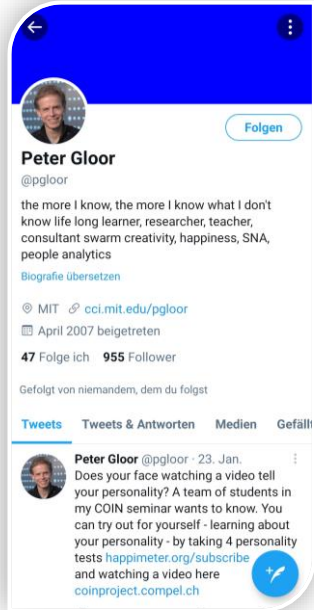 Folgen
Peter Gloor
@pgloor
the more I know, the more I know what I don't
know life long learner, researcher, teacher,
consultant swarm creativity, happiness, SNA,
people analytics
Biografie übersetzen
MIT cci.mit.edu/pgloor
April 2007 beigetreten
47 Folge ich 955 Follower
Gefolgt von niemandem, dem du folgst
Tweets Tweets & Antworten Medien Gefäll
Peter Gloor @pgloor · 23. Jan.
Does your face watching a video tell
your personality? A team of students in
my COIN seminar wants to know. You
can try out for yourself - learning about
your personality - by taking 4 personality
tests happimeter.org/subscribe
and watching a video here
coinproject.compel.ch